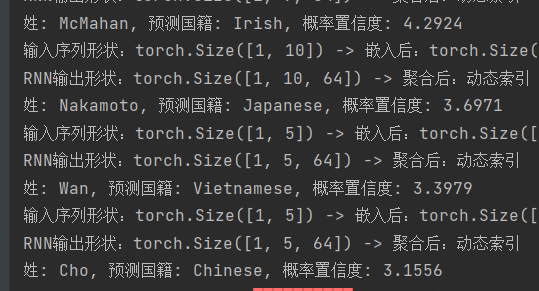 姓: McMahan, 预测国籍: Irish, 概率置信度: 4.2924
输入序列形状：torch.Size([1, 10]) -> 嵌入后：torch.Size(
RNN输出形状：torch.Size([1, 10, 64]) -> 聚合后：动态索引
姓: Nakamoto, 预测国籍: Japanese, 概率置信度: 3.6971
输入序列形状：torch.Size([1, 5]) -> 嵌入后：torch.Size([
RNN输出形状：torch.Size([1, 5, 64]) -> 聚合后：动态索引
姓: Wan, 预测国籍: Vietnamese, 概率置信度: 3.3979
输入序列形状：torch.Size([1, 5]) -> 嵌入后：torch.Size([
RNN输出形状：torch.Size([1, 5, 64]) -> 聚合后：动态索引
姓: Cho, 预测国籍: Chinese, 概率置信度: 3.1556